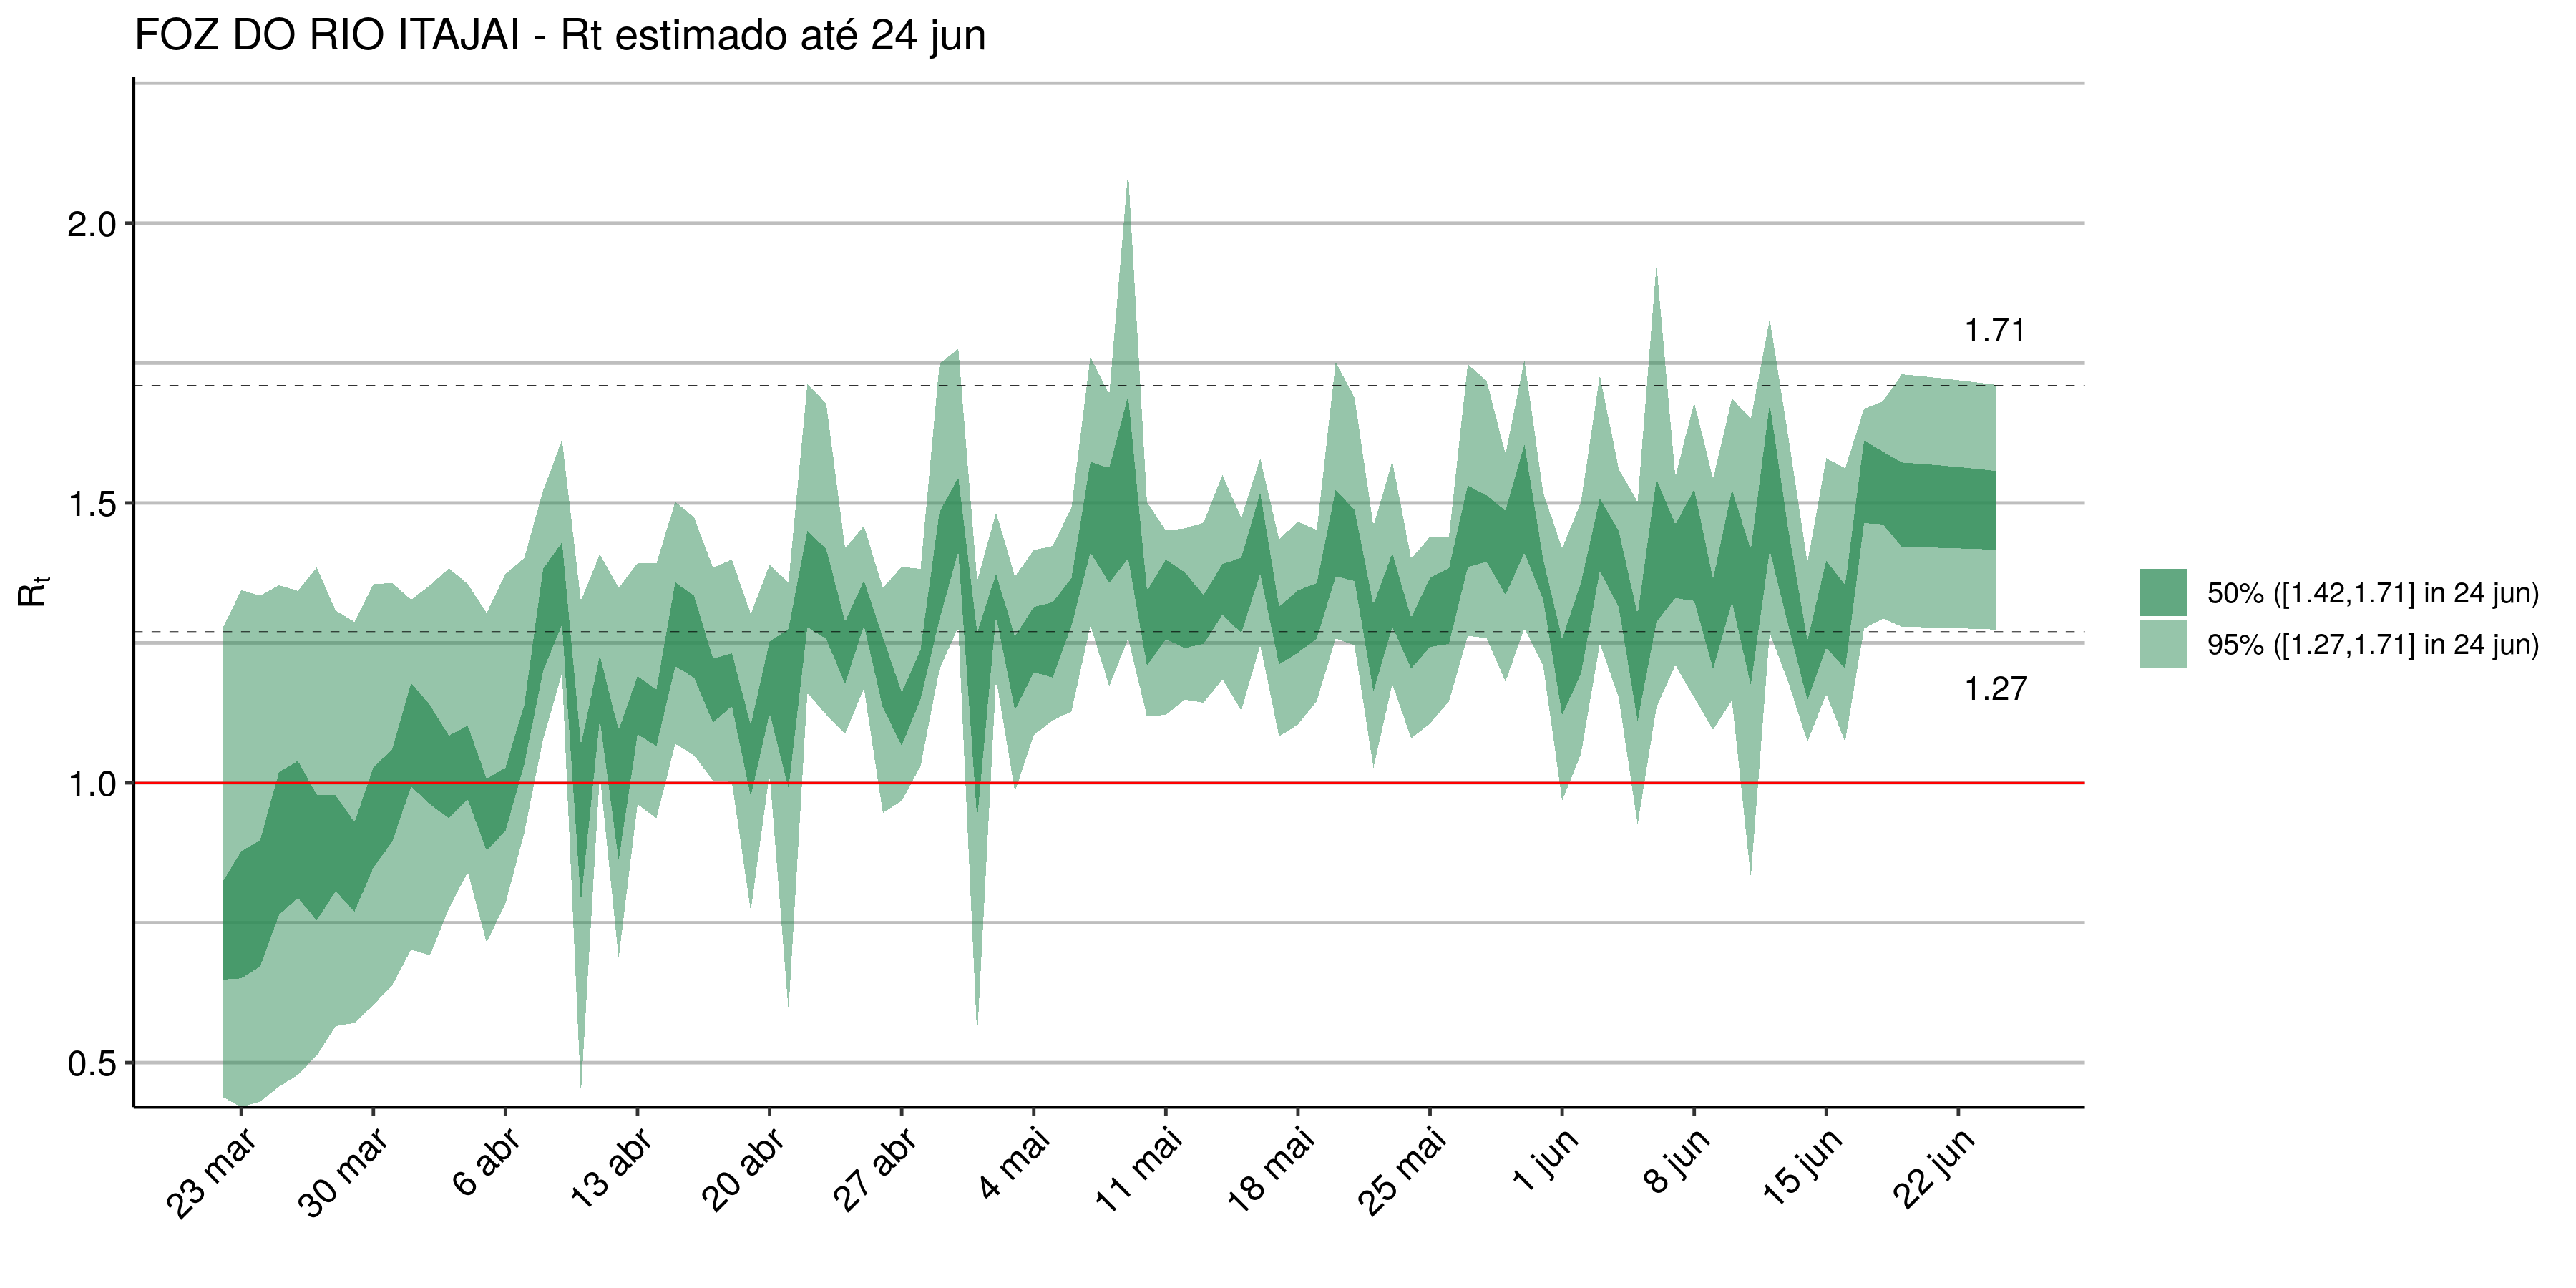 FOZ DO RIO ITAJAI - Rt estimado até 24 jun
2.0
1.5
1.0
0.5
Rt
1.71
1.27
50% ([1.42,1.71] in 24 jun)
95% ([1.27,1.71] in 24 jun)
23 mar
30 mar
6 abr
13 abr
20 abr
27 abr
4 mai
11 mai
18 mai
25 mai
1 jun
8 jun
15 jun
22 jun